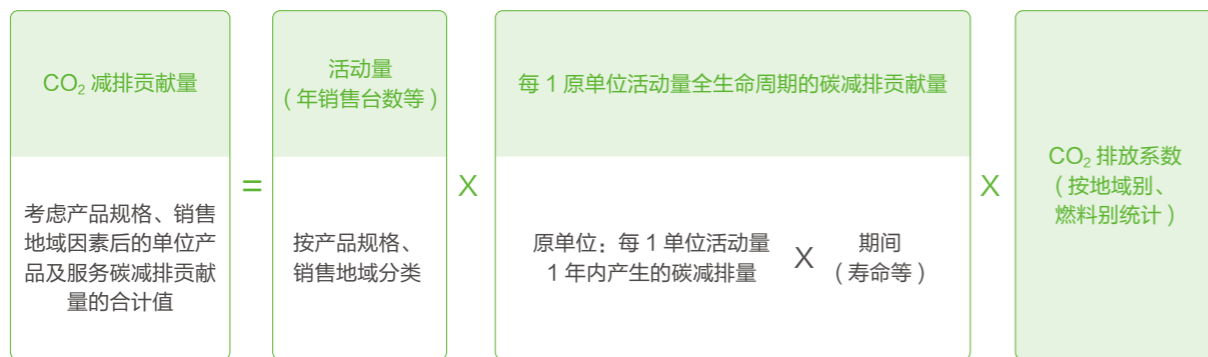 CO₂ 减排贡献量
考虑产品规格、销售
地域因素后的单位产
品及服务碳减排贡献
量的合计值
=
活动量
(年销售台数等)
按产品规格、
销售地域分类
X
每 1 原单位活动量全生命周期的碳减排贡献量
原单位：每 1 单位活动量
1 年内产生的碳减排量
X
期间
(寿命等)
X
CO₂ 排放系数
(按地域别、
燃料别统计)